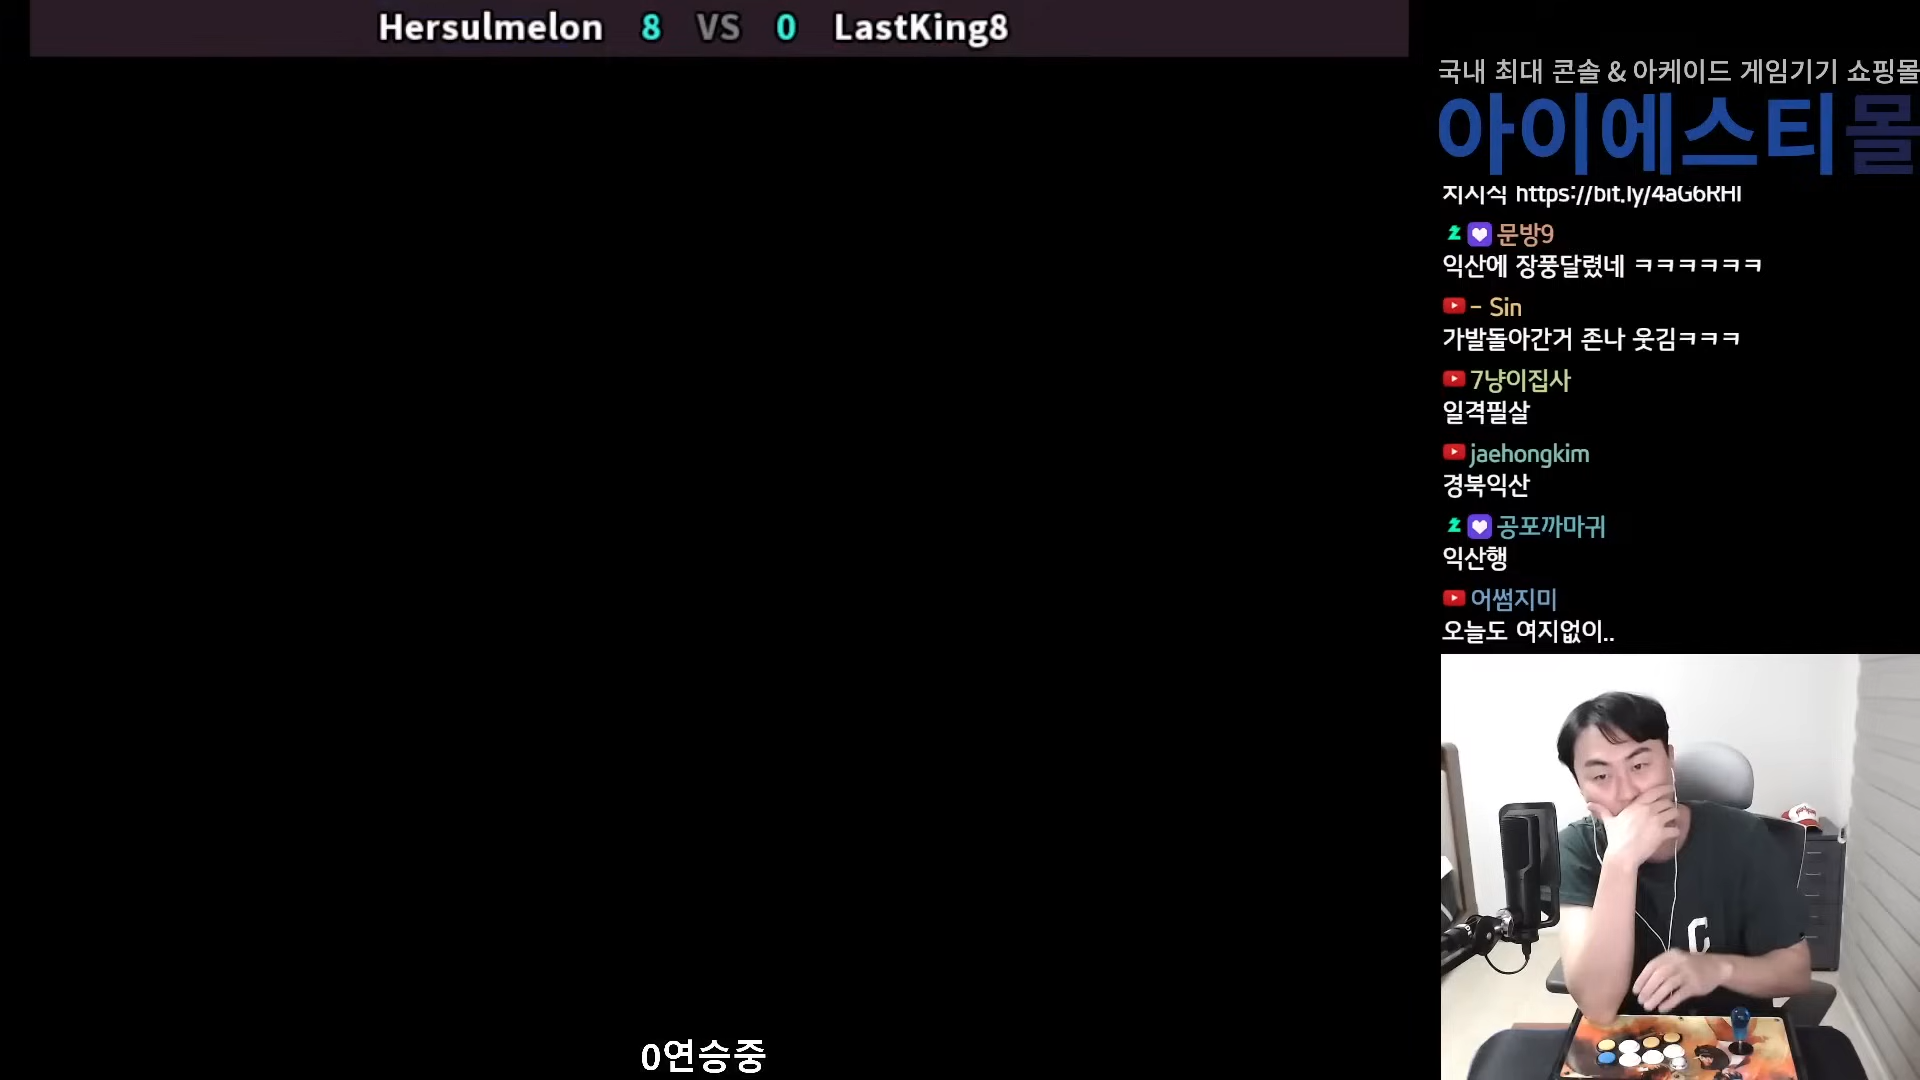 Hersulmelon 8 VS 0 LastKing8
국내 최대 콘솔 & 아케이드 게임기기 쇼핑몰
아이에스티몰
지시식 https://bit.ly/4aG6RHI
문방9
익산에 장풍달렸네 ㅋㅋㅋㅋㅋㅋ
- Sin
가발돌아간거 존나 웃김ㅋㅋㅋ
7냥이집사
일격필살
jaehongkim
경북익산
공포까마귀
익산행
어썸지미
오늘도 여지없이..
C
0연승중